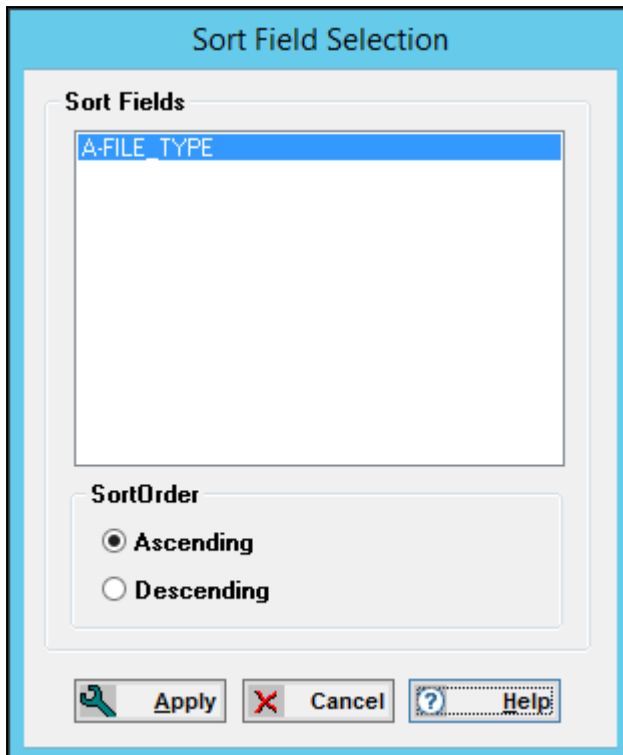 Sort Field Selection
Sort Fields
A-FILE_TYPE
SortOrder
Ascending
Descending
Apply Cancel Help